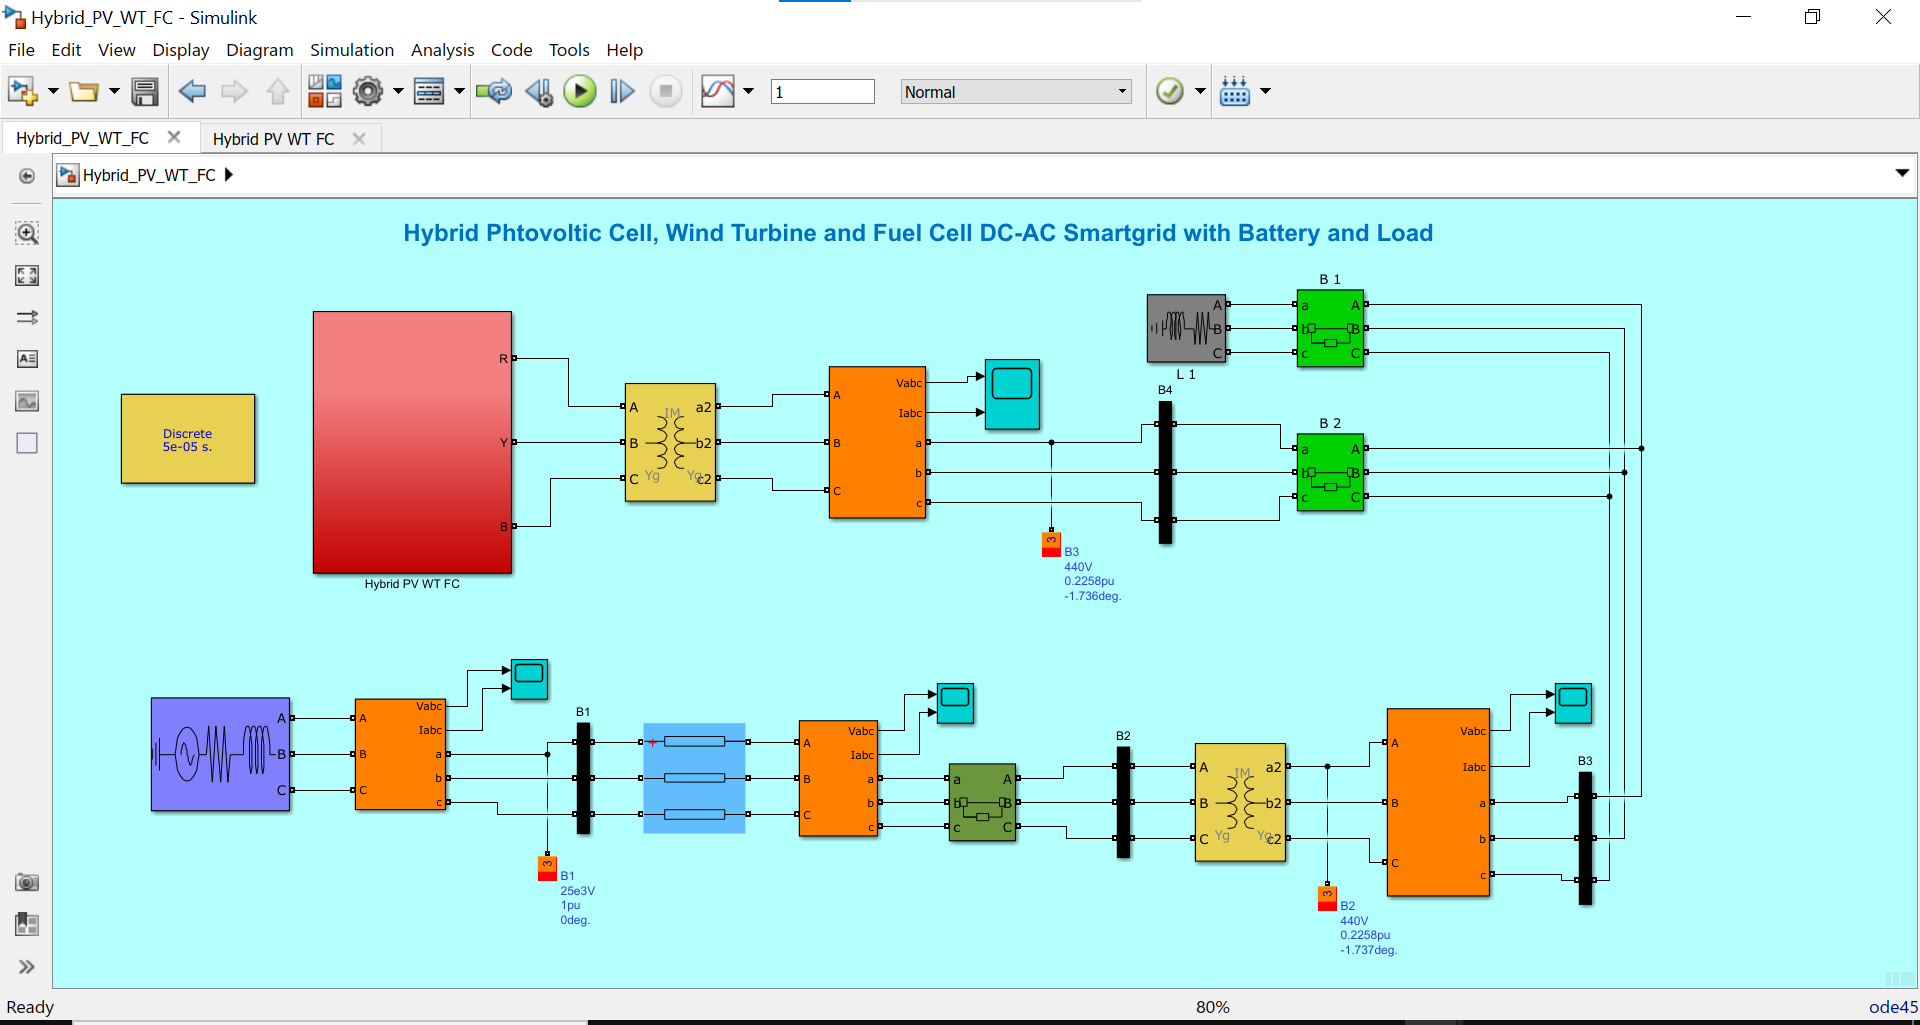 Hybrid_PV_WT_FC - Simulink
File Edit View Display Diagram Simulation Analysis Code Tools Help
1
Normal
Hybrid_PV_WT_FC
Hybrid PV WT FC
Hybrid_PV_WT_FC
Hybrid Phtovoltic Cell, Wind Turbine and Fuel Cell DC-AC Smartgrid with Battery and Load
Discrete
5e-05 s.
R
Y
B
Hybrid PV WT FC
A
B
C
IM
Yg
Yg
a2
b2
c2
A
B
C
Vabc
Iabc
a
b
c
3
B3
440V
0.2258pu
-1.736deg.
B4
A
B
C
L 1
B 1
a
b
c
A
B
C
B 2
a
b
c
A
B
C
A
B
C
A
B
C
Vabc
Iabc
a
b
c
3
B1
25e3V
1pu
0deg.
B1
A
B
C
Vabc
Iabc
a
b
c
a
b
c
A
B
C
B2
A
B
C
IM
Yg
Yg
a2
b2
c2
3
B2
440V
0.2258pu
-1.737deg.
A
B
C
Vabc
Iabc
a
b
c
B3
Ready
80%
ode45